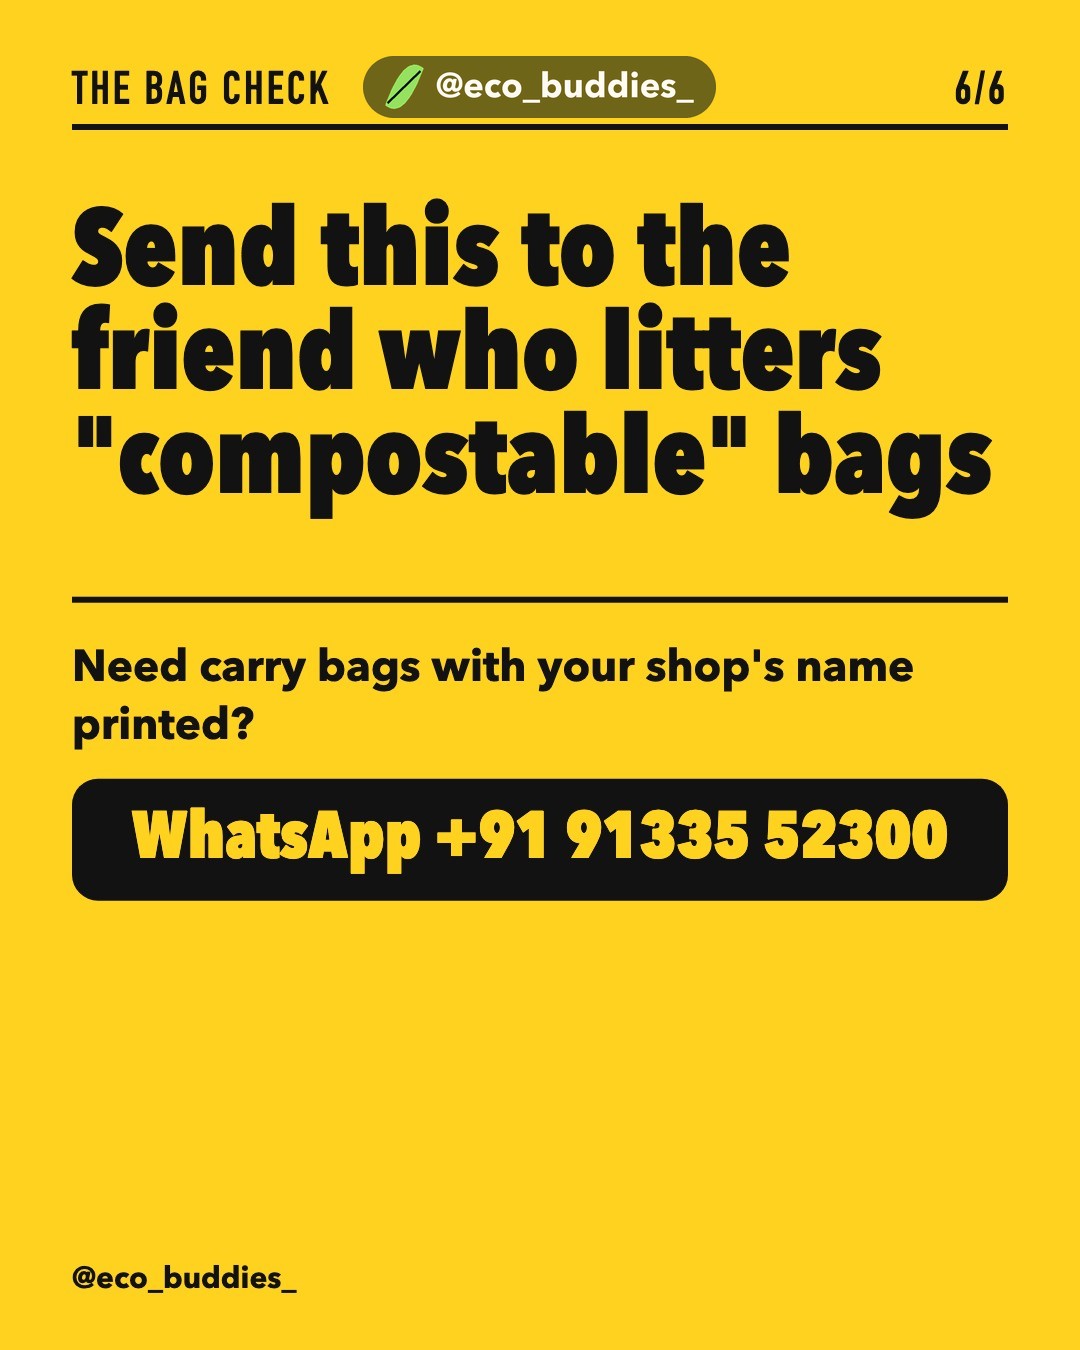 THE BAG CHECK @eco_buddies_ 6/6
Send this to the
friend who litters
"compostable" bags
Need carry bags with your shop's name
printed?
WhatsApp +91 91335 52300
@eco_buddies_